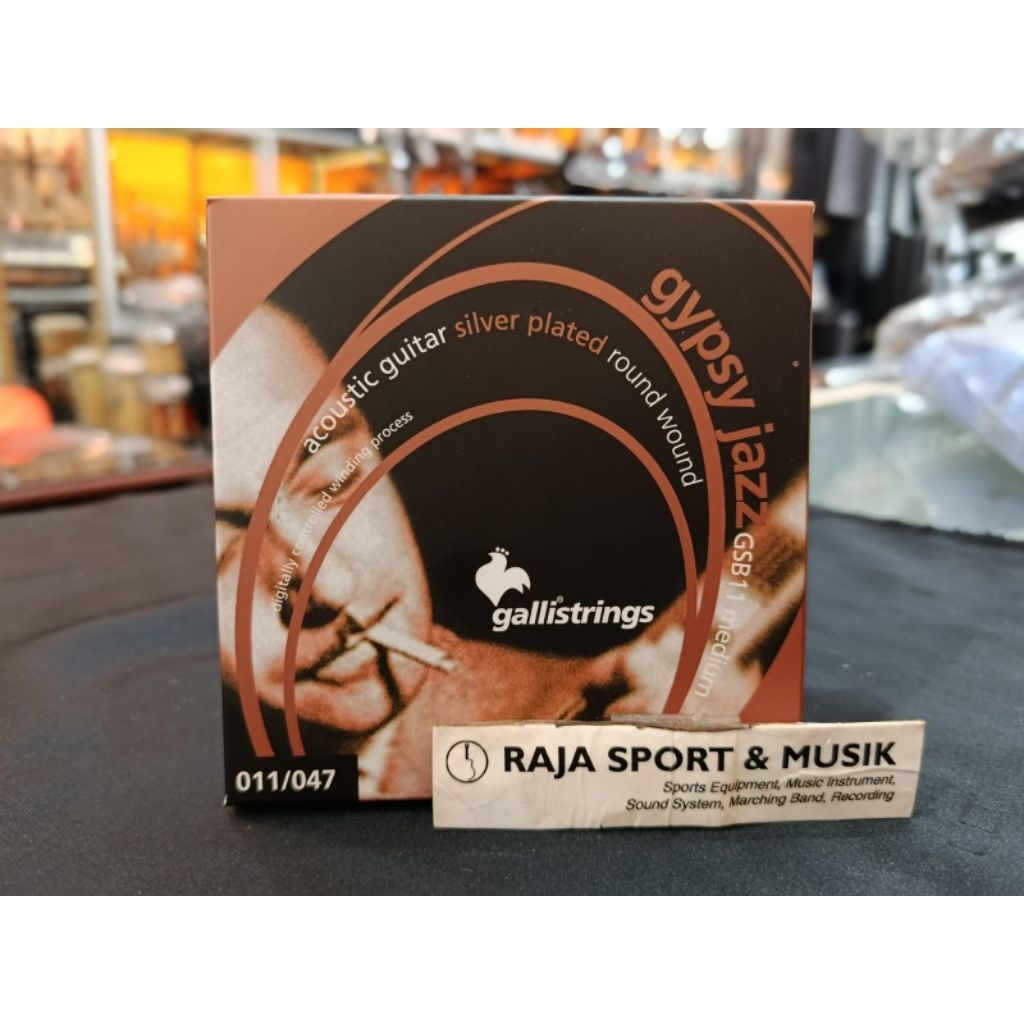 gypsy jazz GSB11 medium
acoustic guitar silver plated round wound
digitally controlled winding process
gallistrings®
011/047
RAJA SPORT & MUSIK
Sports Equipment, Music Instrument,
Sound System, Marching Band, Recording